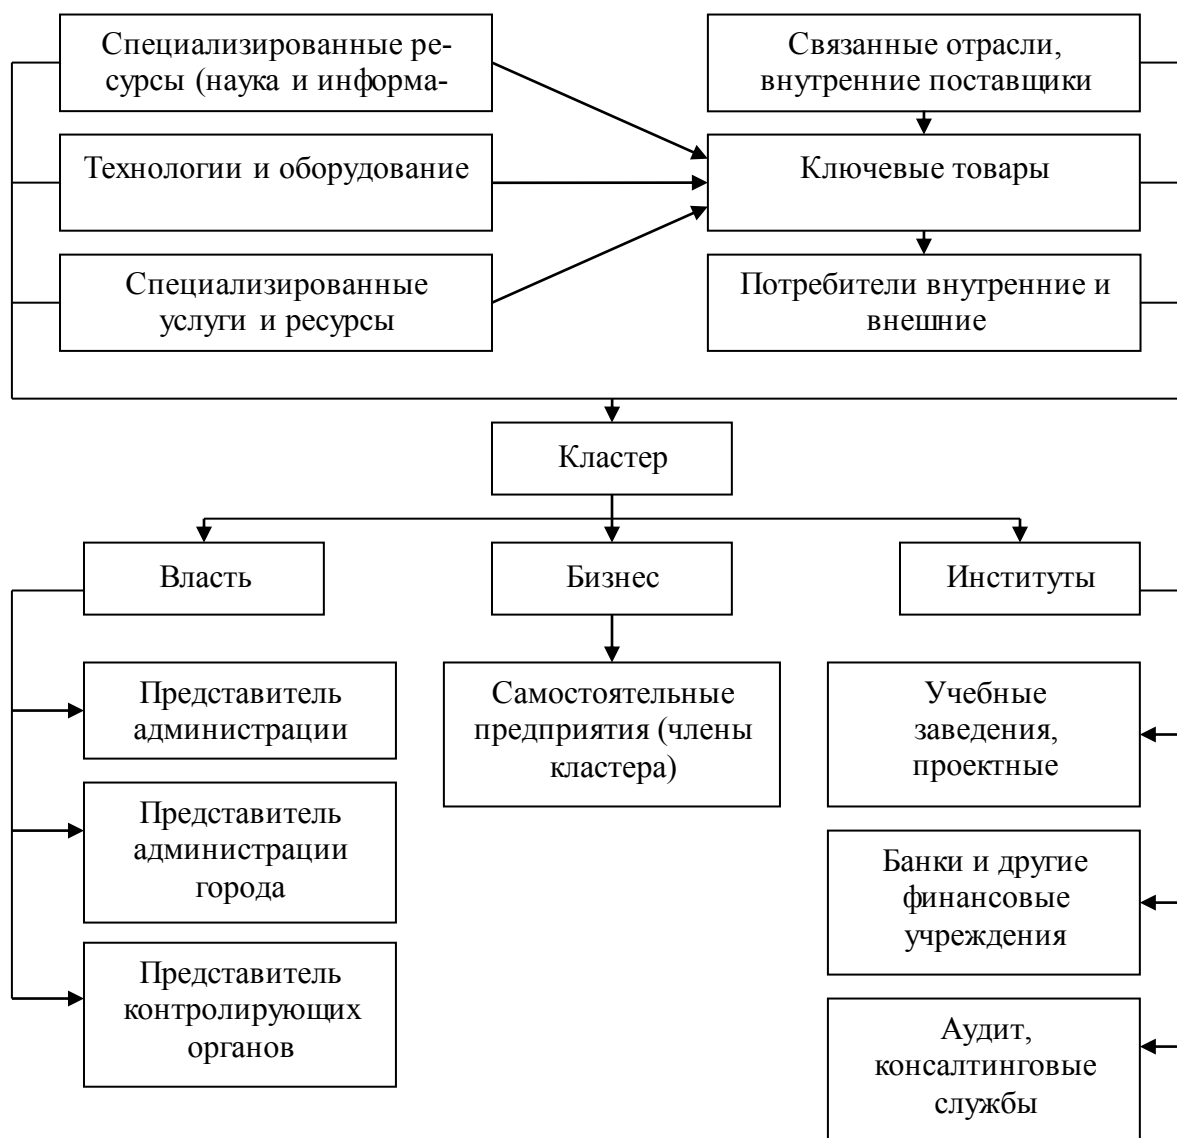 Специализированные ре-
сурсы (наука и информа-
Связанные отрасли,
внутренние поставщики
Технологии и оборудование
Ключевые товары
Специализированные
услуги и ресурсы
Потребители внутренние и
внешние
Кластер
Власть
Бизнес
Институты
Представитель
администрации
Самостоятельные
предприятия (члены
кластера)
Учебные
заведения,
проектные
Представитель
администрации
города
Банки и другие
финансовые
учреждения
Представитель
контролирующих
органов
Аудит,
консалтинговые
службы